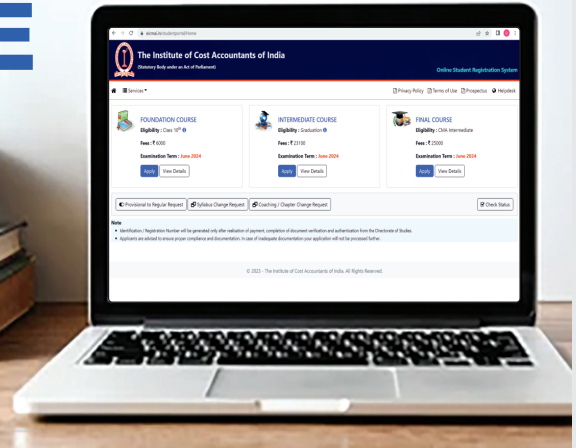 eicmai.in/studentportal/Home
The Institute of Cost Accountants of India
(Statutory Body under an Act of Parliament)
Online Student Registration System
Services
Privacy Policy Terms of Use Prospectus Helpdesk
FOUNDATION COURSE
Eligibility : Class 10th
Fees : ₹ 6000
Examination Term : June 2024
Apply View Details
INTERMEDIATE COURSE
Eligibility : Graduation
Fees : ₹ 23100
Examination Term : June 2024
Apply View Details
FINAL COURSE
Eligibility : CMA Intermediate
Fees : ₹ 25000
Examination Term : June 2024
Apply View Details
Provisional to Regular Request Syllabus Change Request Coaching / Chapter Change Request Check Status
Note
Identification / Registration Number will be generated only after realization of payment, completion of document verification and authentication from the Directorate of Studies.
Applicants are advised to ensure proper compliance and documentation. In case of inadequate documentation your application will not be processed further.
© 2023 - The Institute of Cost Accountants of India, All Rights Reserved.